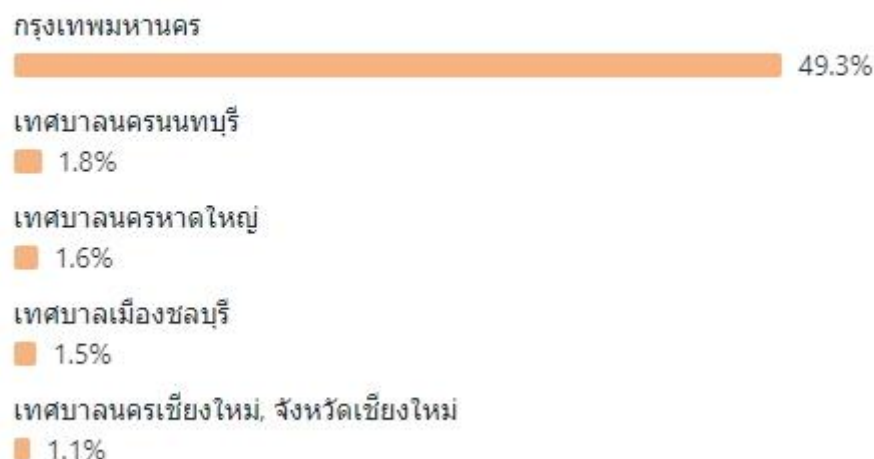 กรุงเทพมหานคร
49.3%
เทศบาลนครนนทบุรี
1.8%
เทศบาลนครหาดใหญ่
1.6%
เทศบาลเมืองชลบุรี
1.5%
เทศบาลนครเชียงใหม่, จังหวัดเชียงใหม่
1.1%